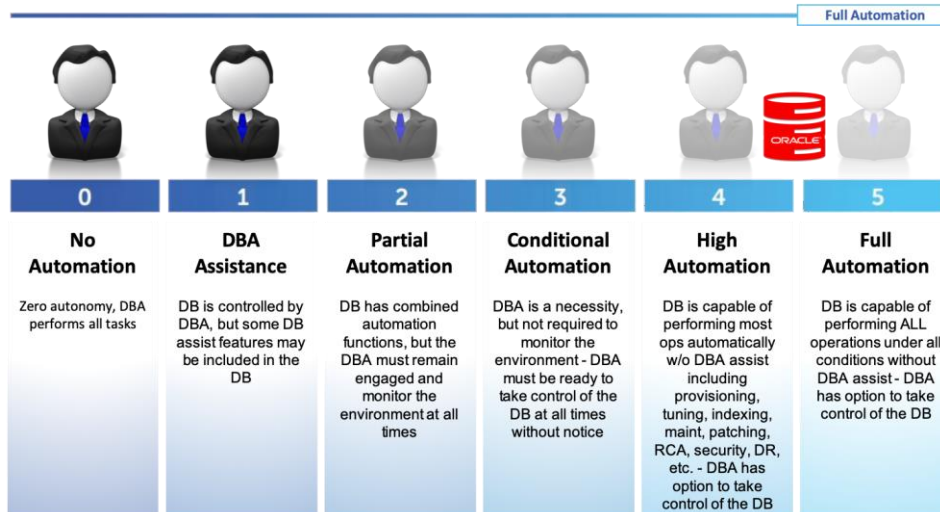 Full Automation
ORACLE
0
No
Automation
Zero autonomy, DBA
performs all tasks
1
DBA
Assistance
DB is controlled by
DBA, but some DB
assist features may
be included in the
DB
2
Partial
Automation
DB has combined
automation
functions, but the
DBA must remain
engaged and
monitor the
environment at all
times
3
Conditional
Automation
DBA is a necessity,
but not required to
monitor the
environment - DBA
must be ready to
take control of the
DB at all times
without notice
4
High
Automation
DB is capable of
performing most
ops automatically
w/o DBA assist
including
provisioning,
tuning, indexing,
maint, patching,
RCA, security, DR,
etc. - DBA has
option to take
control of the DB
5
Full
Automation
DB is capable of
performing ALL
operations under all
conditions without
DBA assist - DBA
has option to take
control of the DB